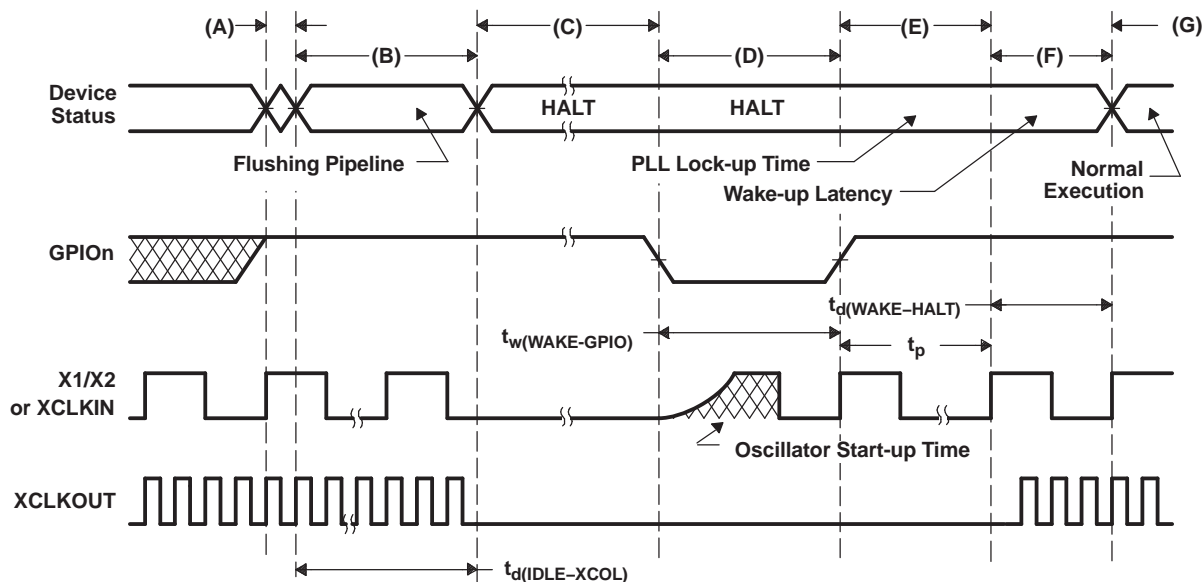 (A)
(B)
(C)
(D)
(E)
(F)
(G)
Device
Status
HALT
HALT
Flushing Pipeline
PLL Lock-up Time
Wake-up Latency
Normal
Execution
GPIOn
td(WAKE–HALT)
tw(WAKE-GPIO)
tp
X1/X2
or XCLKIN
Oscillator Start-up Time
XCLKOUT
td(IDLE–XCOL)